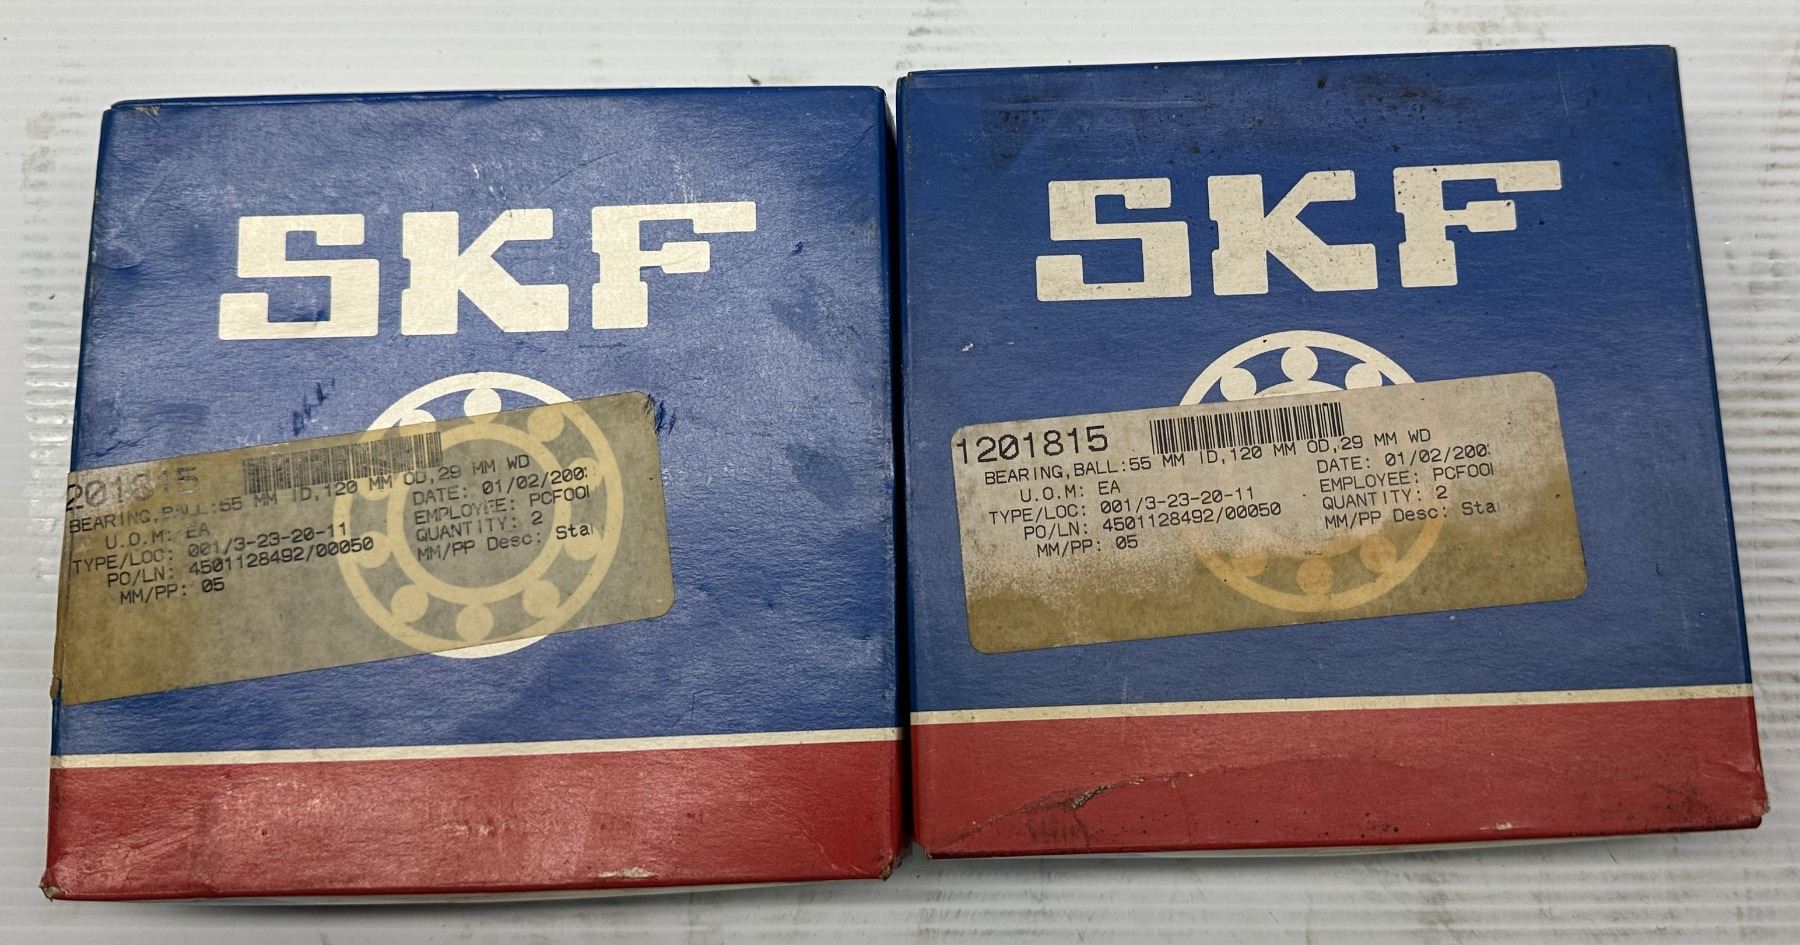 SKF
201815
BEARING,BALL:55 MM ID,120 MM OD,29 MM WD
U.O.M: EA DATE: 01/02/200
TYPE/LOC: 001/3-23-20-11 EMPLOYEE: PCF00
PO/LN: 4501128492/00050 QUANTITY: 2
MM/PP: 05 MM/PP Desc: Sta
SKF
1201815
BEARING,BALL:55 MM ID,120 MM OD,29 MM WD
U.O.M: EA DATE: 01/02/200
TYPE/LOC: 001/3-23-20-11 EMPLOYEE: PCF00
PO/LN: 4501128492/00050 QUANTITY: 2
MM/PP: 05 MM/PP Desc: Sta